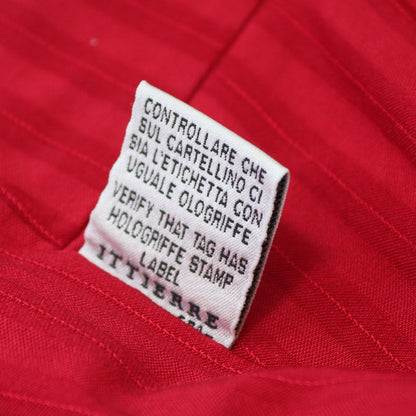 CONTROLLARE CHE
SUL CARTELLINO CI
SIA L'ETICHETTA CON
UGUALE OLOGRIFFE
VERIFY THAT TAG HAS
HOLOGRIFFE STAMP
LABEL
ITTIERRE